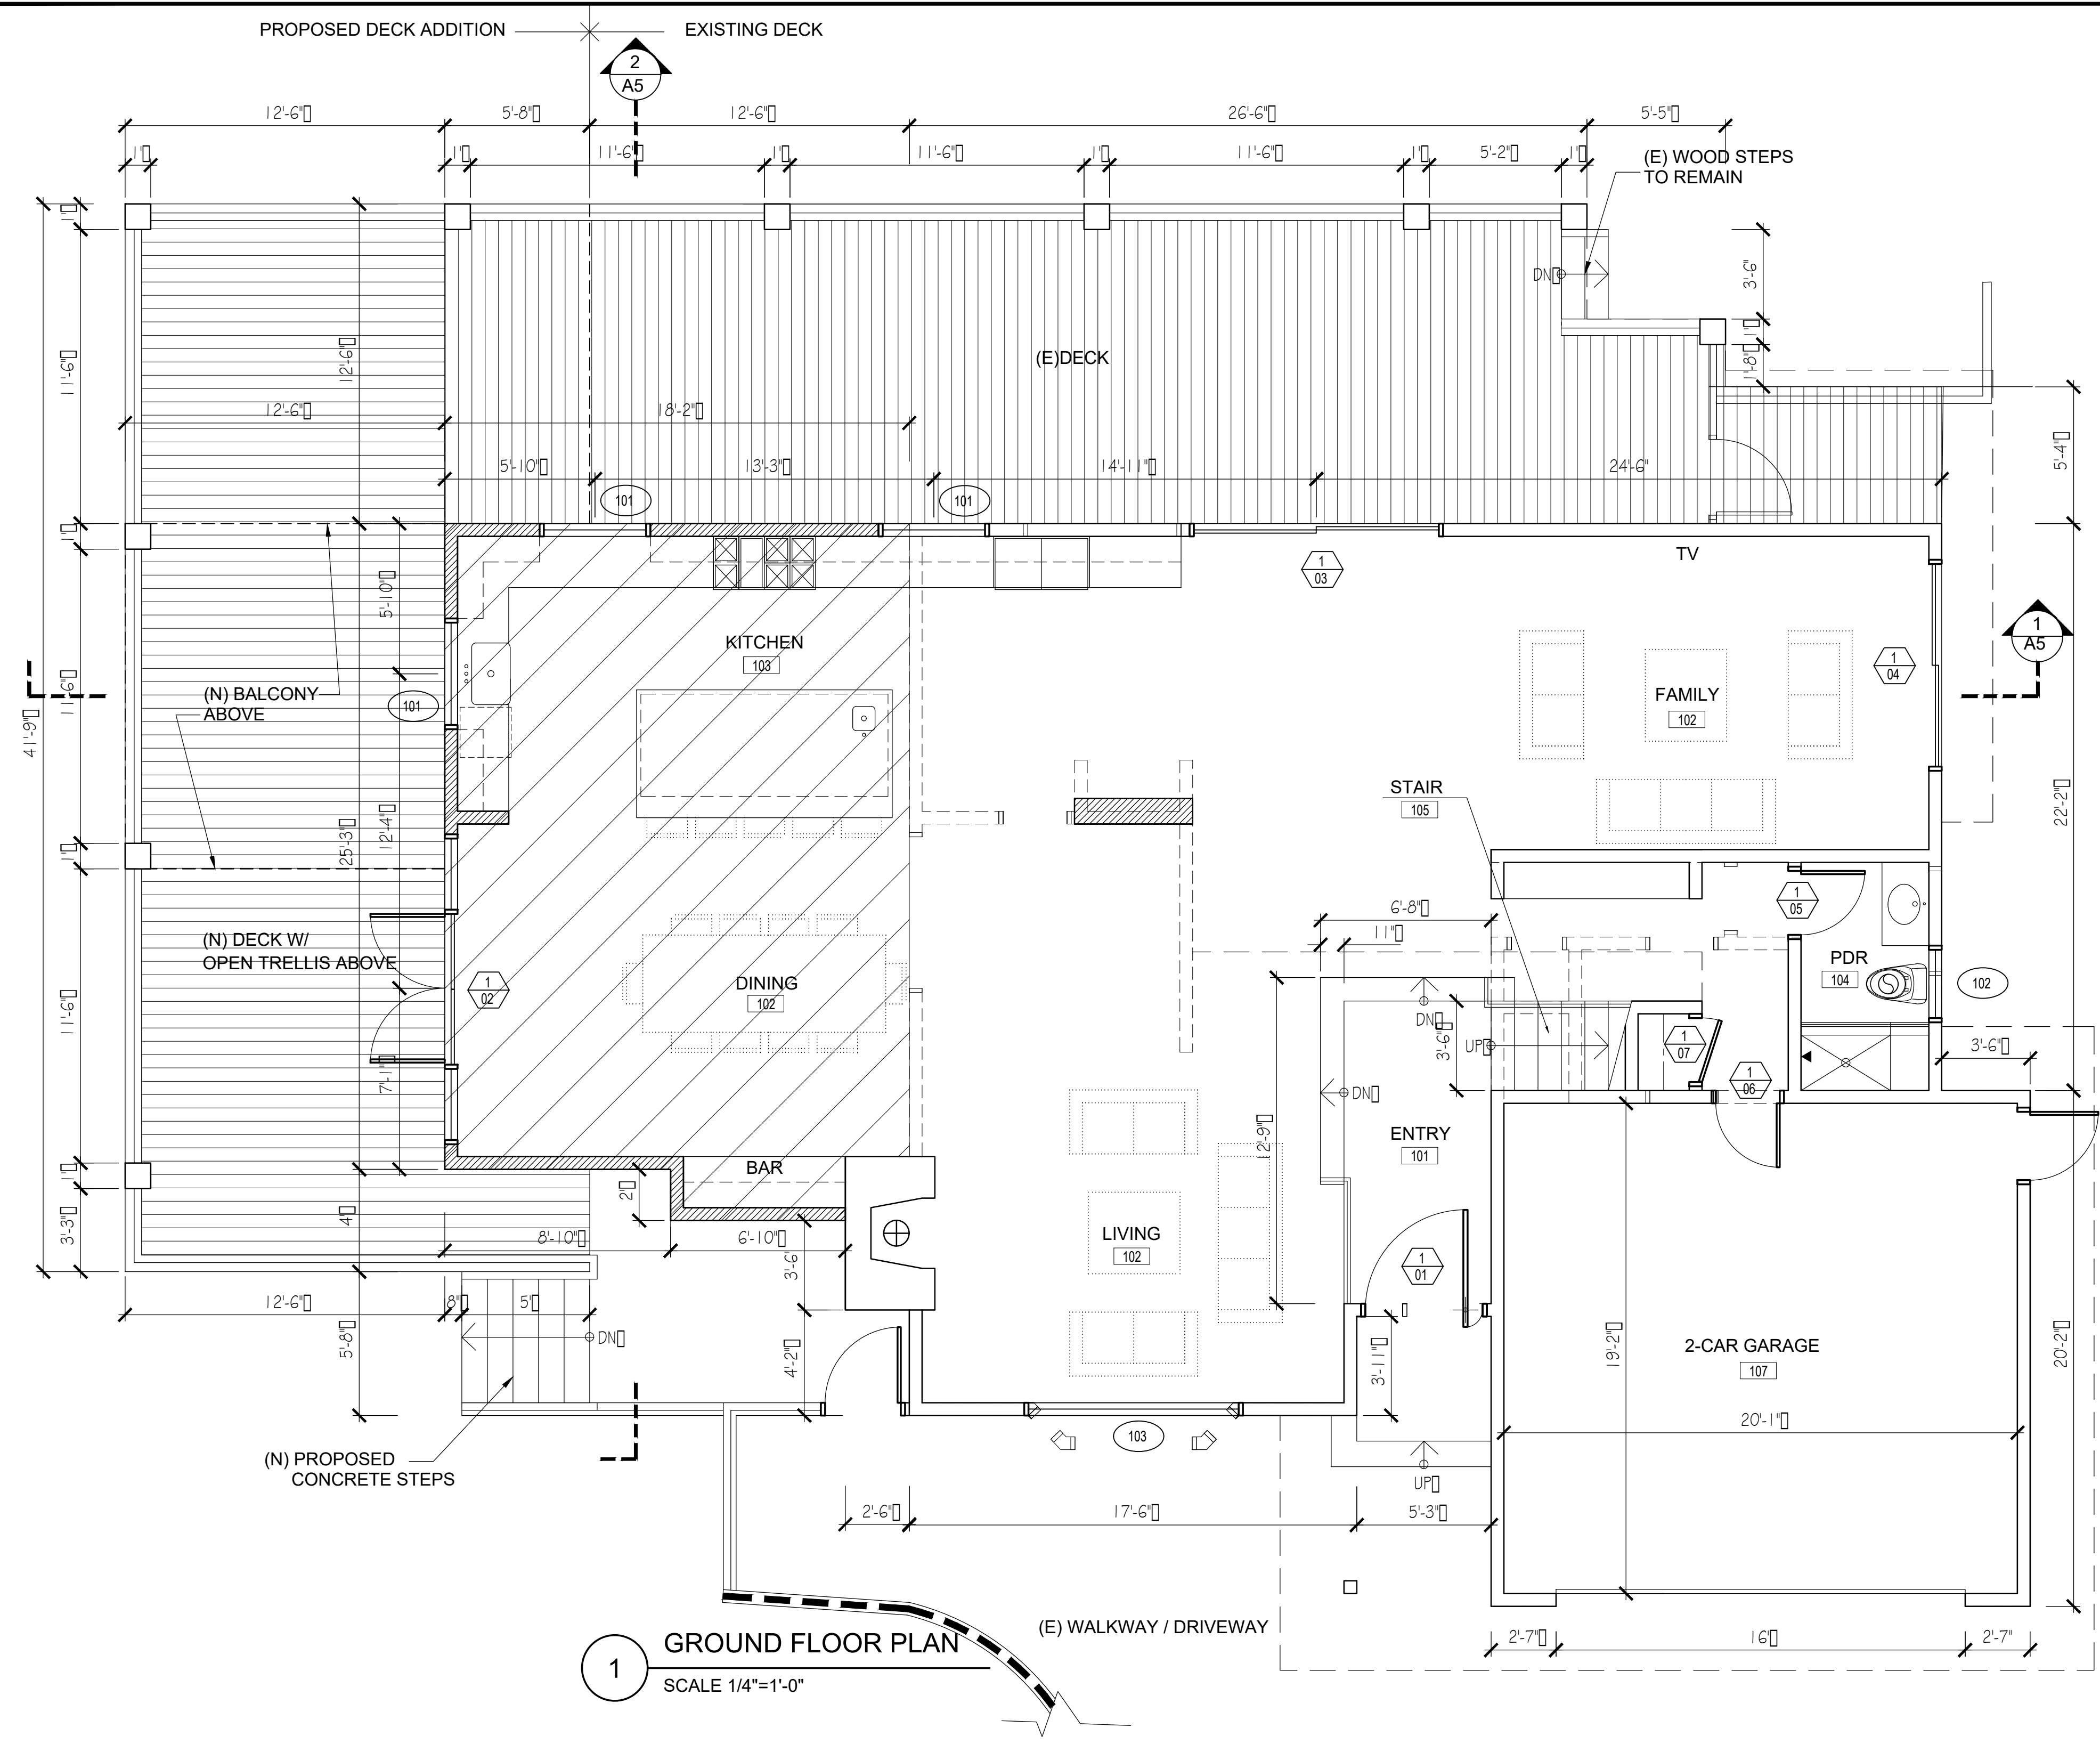 PROPOSED DECK ADDITION
EXISTING DECK
2
A5
12'-6"
5'-8"
12'-6"
26'-6"
5'-5"
1'
1'
11'-6"
1'
11'-6"
1'
11'-6"
1'
5'-2"
1'
(E) WOOD STEPS
TO REMAIN
1'
DN
3'-6"
11'-6"
12'-6"
(E)DECK
1'
1'-8"
12'-6"
18'-2"
5'-4"
5'-10"
13'-3"
14'-11"
24'-6"
101
101
1'
TV
1
03
5'-10"
KITCHEN
103
1
A5
1
04
(N) BALCONY
ABOVE
101
11'-6"
41'-9"
FAMILY
102
STAIR
105
22'-2"
12'-4"
25'-3"
1'
6'-8"
11"
1
05
(N) DECK W/
OPEN TRELLIS ABOVE
1
02
DINING
102
PDR
104
102
11'-6"
DN
3'-6"
UP
1
07
3'-6"
7'-1"
1
06
DN
12'-9"
ENTRY
101
BAR
1'
2'
3'-3"
4'
8'-10"
6'-10"
3'-6"
LIVING
102
1
01
12'-6"
8"
5'
5'-8"
DN
4'-2"
3'-11"
19'-2"
2-CAR GARAGE
107
20'-2"
20'-1"
103
(N) PROPOSED
CONCRETE STEPS
UP
2'-6"
17'-6"
5'-3"
(E) WALKWAY / DRIVEWAY
2'-7"
16'
2'-7"
1
GROUND FLOOR PLAN
SCALE 1/4"=1'-0"